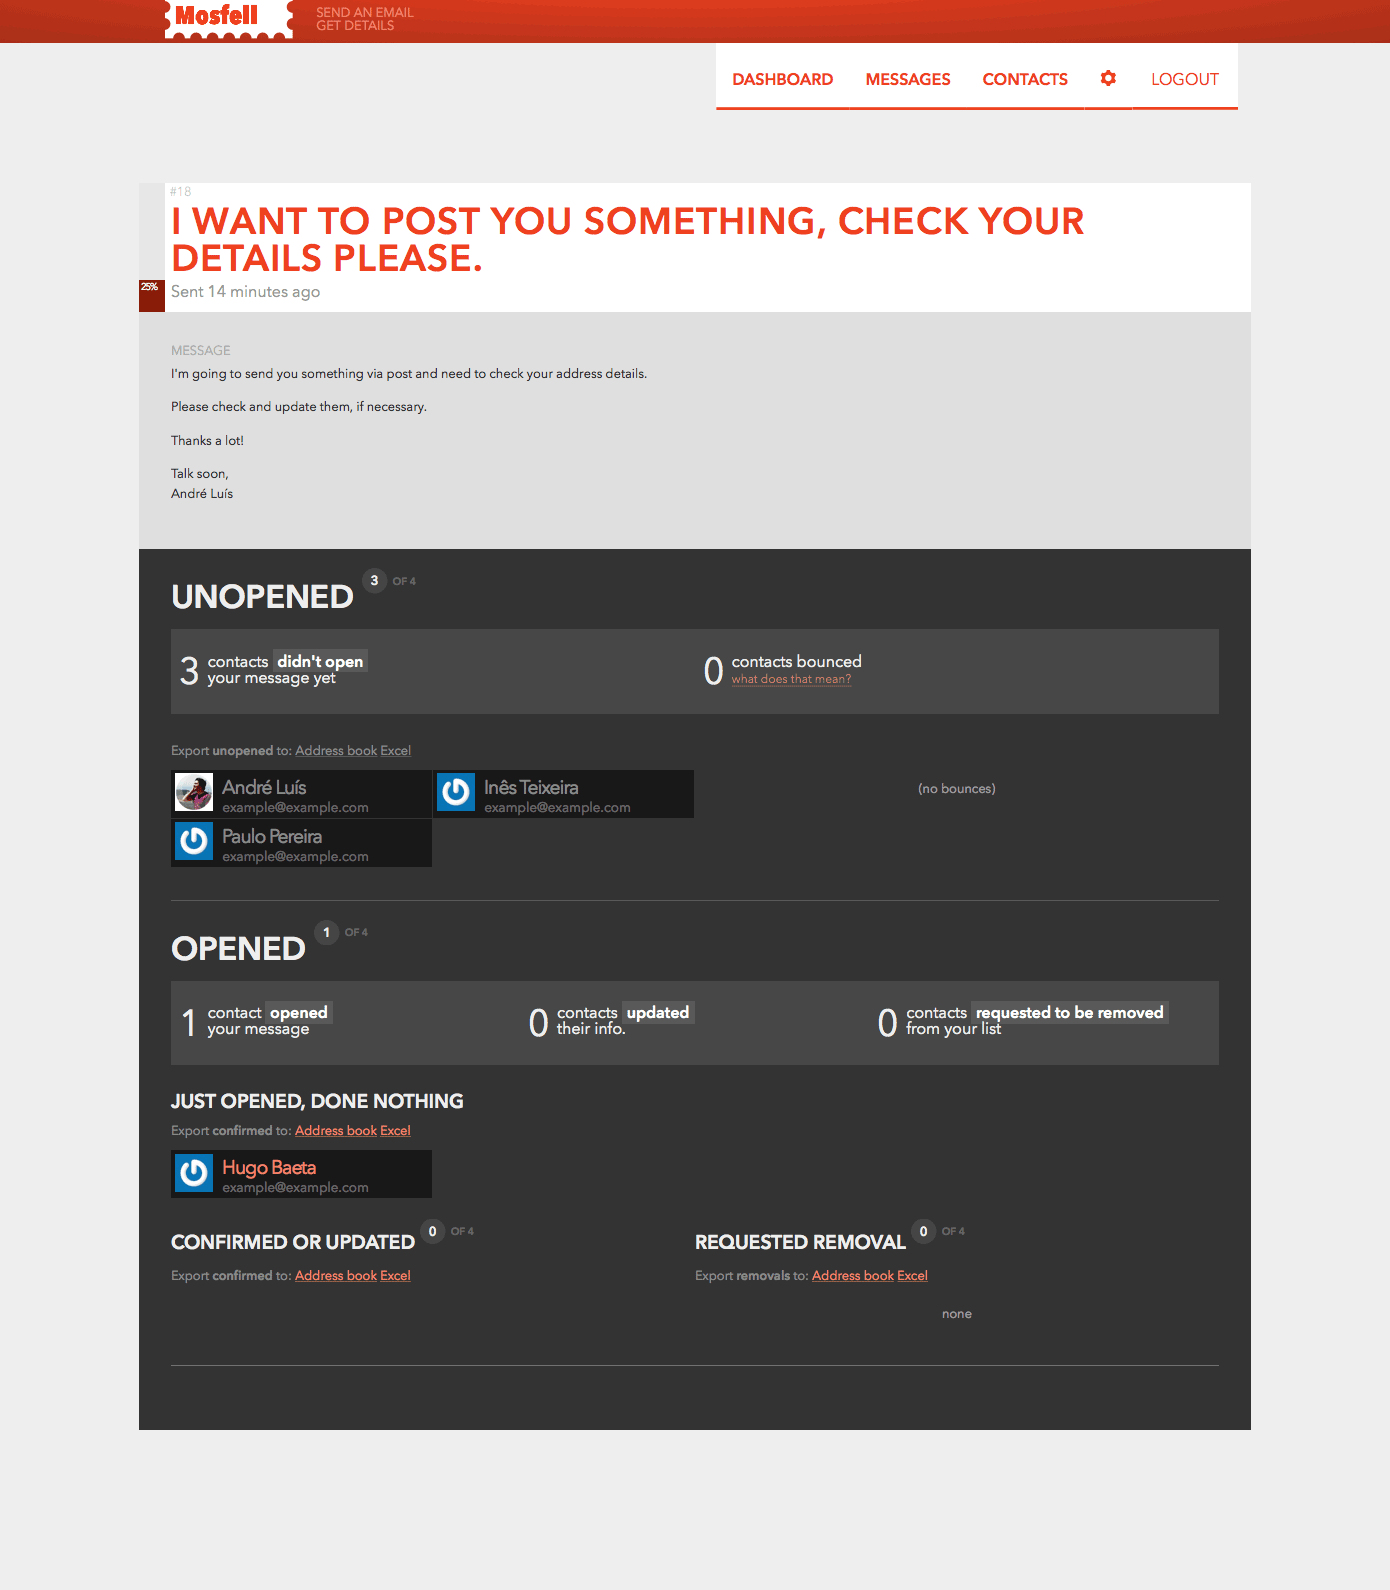 Mosfell
SEND AN EMAIL
GET DETAILS
DASHBOARD MESSAGES CONTACTS LOGOUT
#18
I WANT TO POST YOU SOMETHING, CHECK YOUR
DETAILS PLEASE.
25%
Sent 14 minutes ago
MESSAGE
I'm going to send you something via post and need to check your address details.
Please check and update them, if necessary.
Thanks a lot!
Talk soon,
André Luís
UNOPENED 3 OF 4
3 contacts didn't open
your message yet
0 contacts bounced
what does that mean?
Export unopened to: Address book Excel
André Luís
example@example.com
Inês Teixeira
example@example.com
(no bounces)
Paulo Pereira
example@example.com
OPENED 1 OF 4
1 contact opened
your message
0 contacts updated
their info.
0 contacts requested to be removed
from your list
JUST OPENED, DONE NOTHING
Export confirmed to: Address book Excel
Hugo Baeta
example@example.com
CONFIRMED OR UPDATED 0 OF 4
Export confirmed to: Address book Excel
REQUESTED REMOVAL 0 OF 4
Export removals to: Address book Excel
none